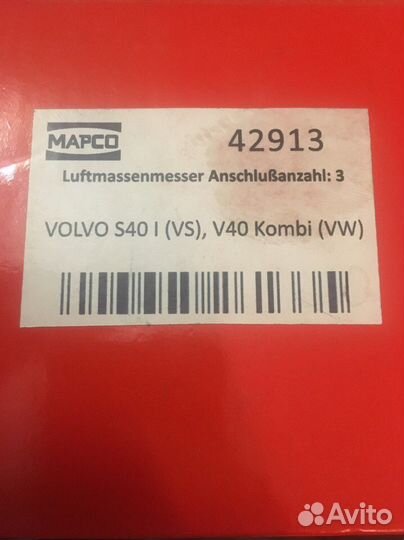 MAPCO 42913
Luftmassenmesser Anschlußanzahl: 3
VOLVO S40 I (VS), V40 Kombi (VW)
Avito